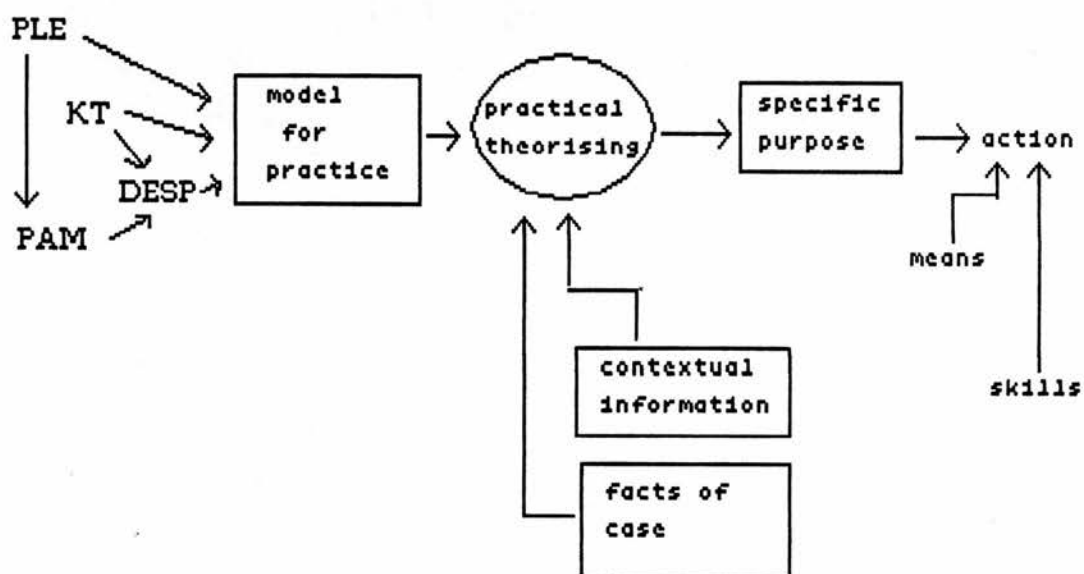 PLE
KT
DESP
PAM
model
for
practice
practical
theorising
specific
purpose
action
means
skills
contextual
information
facts of
case